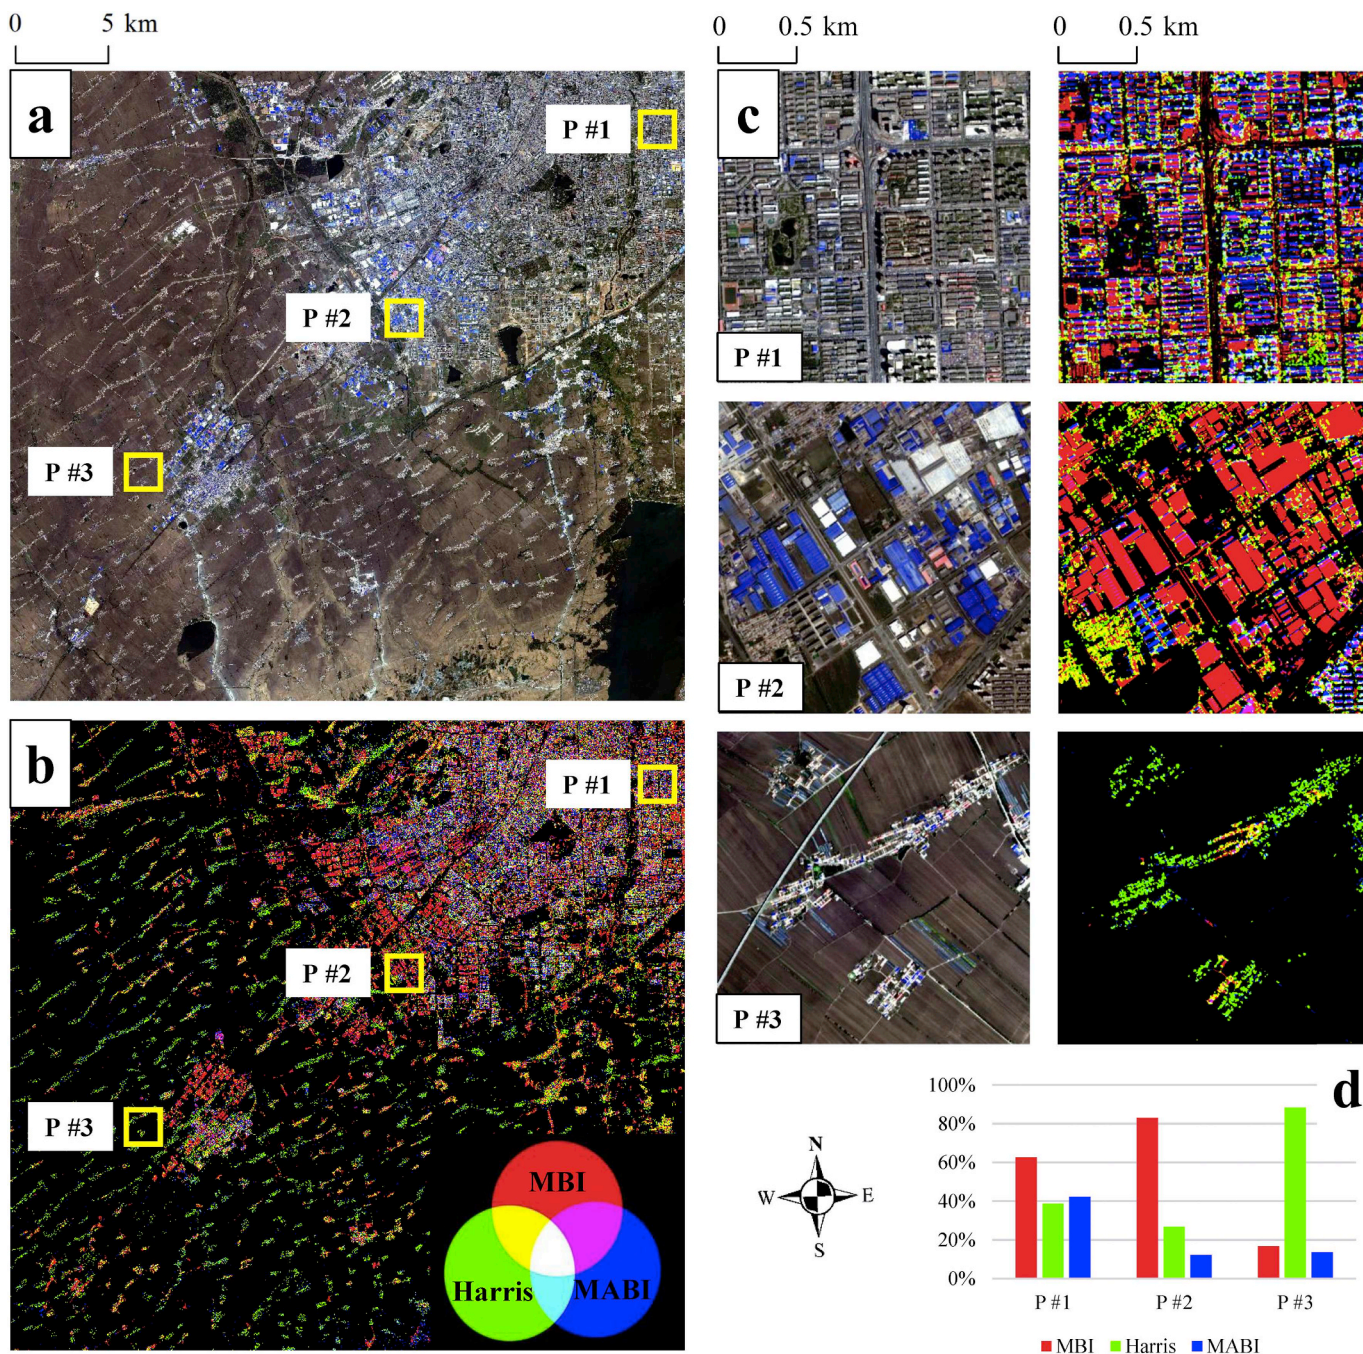 0 5 km
a
P #1
P #2
P #3
b
P #1
P #2
P #3
MBI
Harris
MABI
0 0.5 km
0 0.5 km
c
P #1
P #2
P #3
N
W E
S
d
100%
80%
60%
40%
20%
0%
P #1 P #2 P #3
MBI Harris MABI